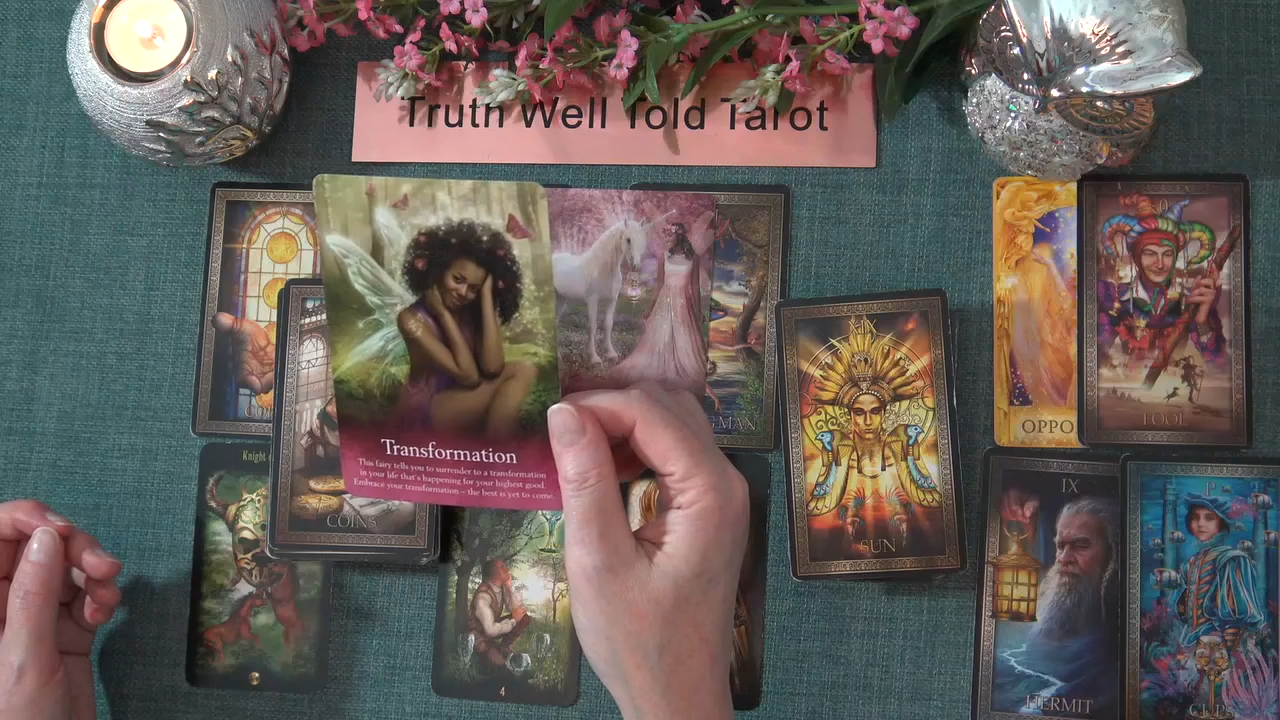 Truth Well Told Tarot
Transformation
This fairy tells you to surrender to a transformation
in your life that's happening for your highest good.
Embrace your transformation – the best is yet to come.
COINS
Knight
4
GMAN
XIX
SUN
OPPO
0
FOOL
IX
HERMIT
CUPS